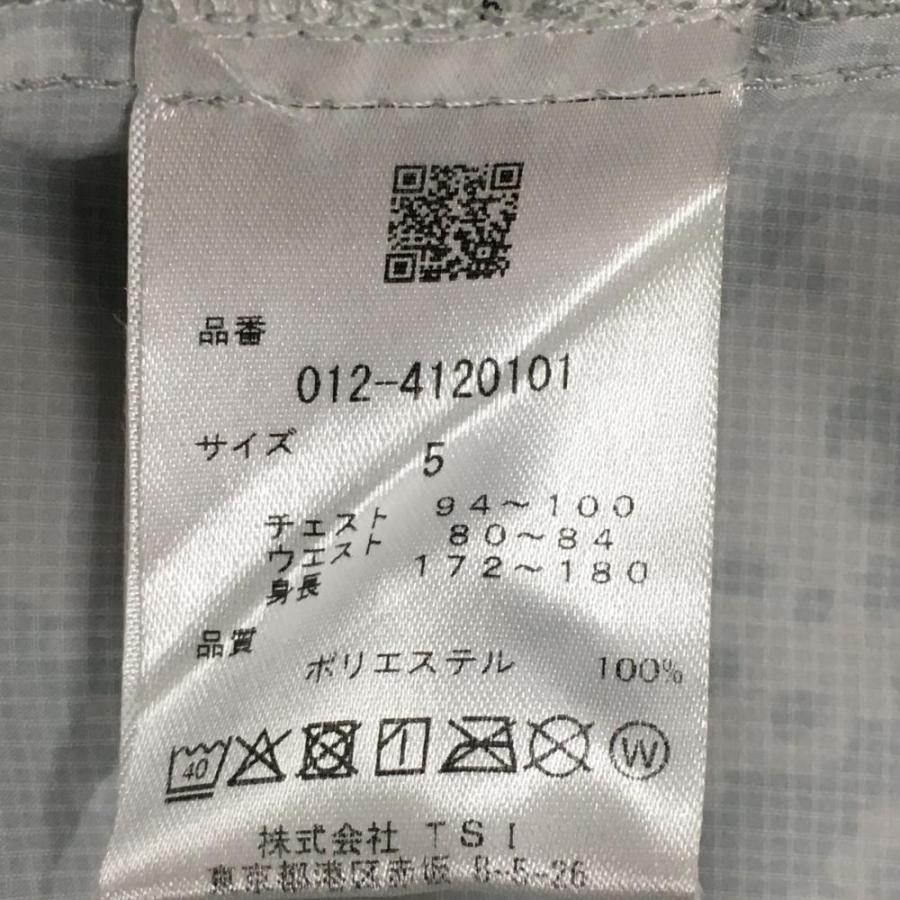 品番
012-4120101
サイズ
5
チェスト 94～100
ウエスト 80～84
身長 172～180
品質
ポリエステル 100%
40
W
株式会社 TSI
東京都港区赤坂 8-5-26